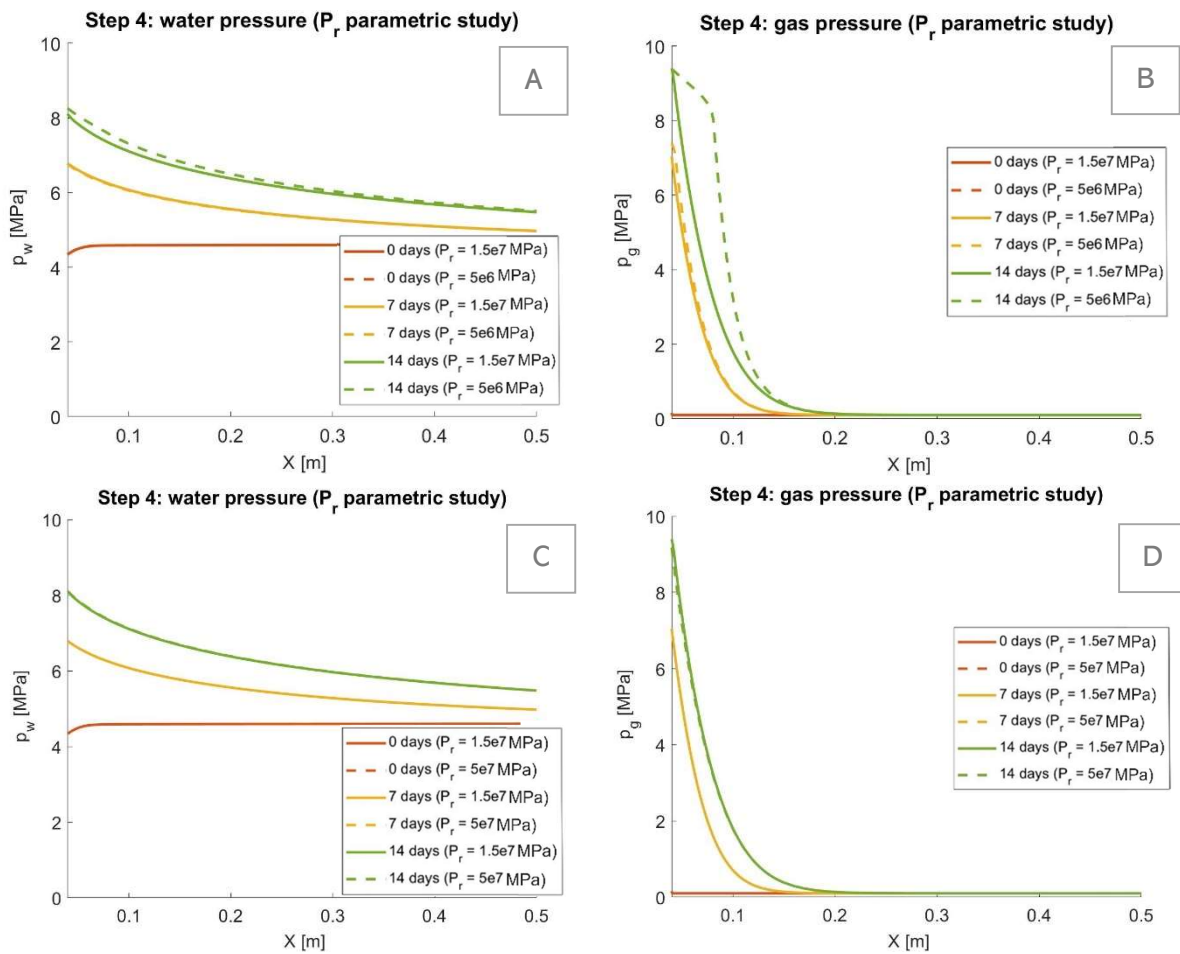 Step 4: water pressure (P_r parametric study)
A
p_w [MPa]
10
8
6
4
2
0
0 days (P_r = 1.5e7 MPa)
0 days (P_r = 5e6 MPa)
7 days (P_r = 1.5e7 MPa)
7 days (P_r = 5e6 MPa)
14 days (P_r = 1.5e7 MPa)
14 days (P_r = 5e6 MPa)
0.1 0.2 0.3 0.4 0.5
X [m]
Step 4: gas pressure (P_r parametric study)
B
p_g [MPa]
10
8
6
4
2
0
0 days (P_r = 1.5e7 MPa)
0 days (P_r = 5e6 MPa)
7 days (P_r = 1.5e7 MPa)
7 days (P_r = 5e6 MPa)
14 days (P_r = 1.5e7 MPa)
14 days (P_r = 5e6 MPa)
0.1 0.2 0.3 0.4 0.5
X [m]
Step 4: water pressure (P_r parametric study)
C
p_w [MPa]
10
8
6
4
2
0
0 days (P_r = 1.5e7 MPa)
0 days (P_r = 5e7 MPa)
7 days (P_r = 1.5e7 MPa)
7 days (P_r = 5e7 MPa)
14 days (P_r = 1.5e7 MPa)
14 days (P_r = 5e7 MPa)
0.1 0.2 0.3 0.4 0.5
X [m]
Step 4: gas pressure (P_r parametric study)
D
p_g [MPa]
10
8
6
4
2
0
0 days (P_r = 1.5e7 MPa)
0 days (P_r = 5e7 MPa)
7 days (P_r = 1.5e7 MPa)
7 days (P_r = 5e7 MPa)
14 days (P_r = 1.5e7 MPa)
14 days (P_r = 5e7 MPa)
0.1 0.2 0.3 0.4 0.5
X [m]